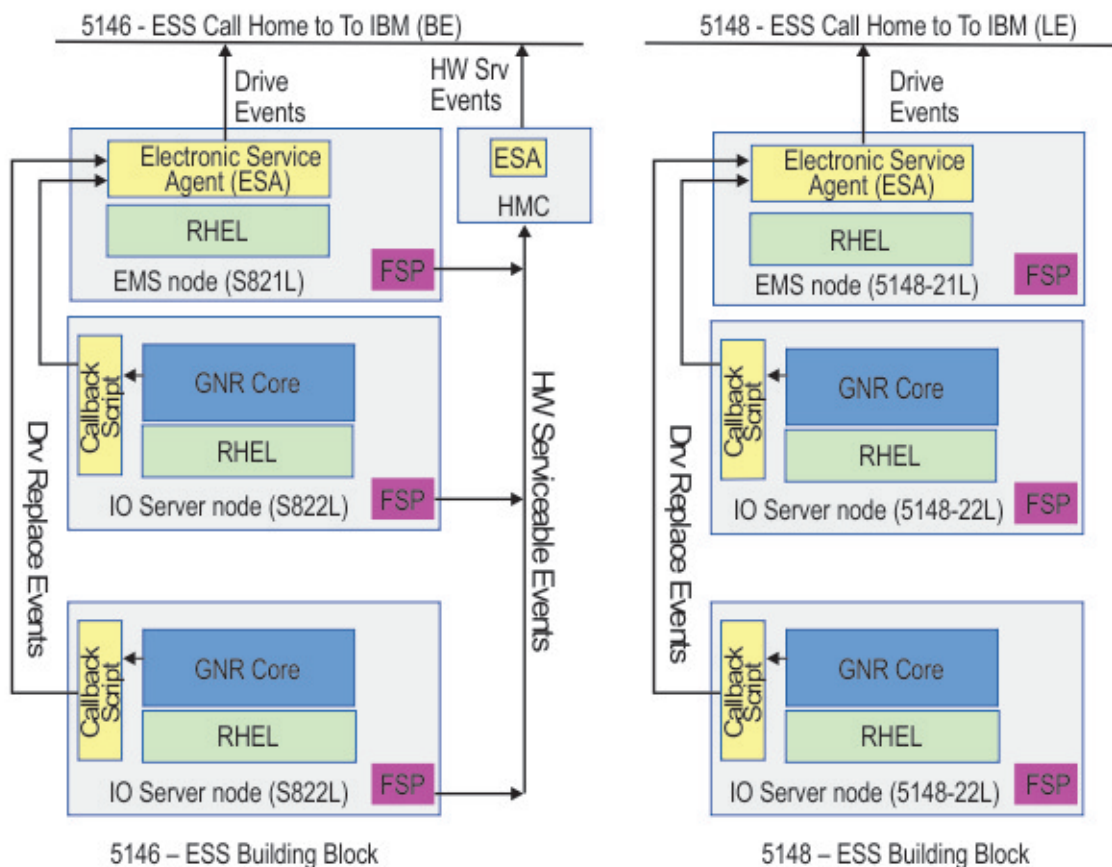 5146 - ESS Call Home to To IBM (BE)
Drive
Events
HW Srv
Events
Electronic Service
Agent (ESA)
RHEL
FSP
EMS node (S821L)
ESA
HMC
Callback
Script
GNR Core
RHEL
FSP
IO Server node (S822L)
Drv Replace Events
HW Serviceable Events
Callback
Script
GNR Core
RHEL
FSP
IO Server node (S822L)
5146 – ESS Building Block
5148 - ESS Call Home to To IBM (LE)
Drive
Events
Electronic Service
Agent (ESA)
RHEL
FSP
EMS node (5148-21L)
Callback
Script
GNR Core
RHEL
FSP
IO Server node (5148-22L)
Drv Replace Events
Callback
Script
GNR Core
RHEL
FSP
IO Server node (5148-22L)
5148 – ESS Building Block